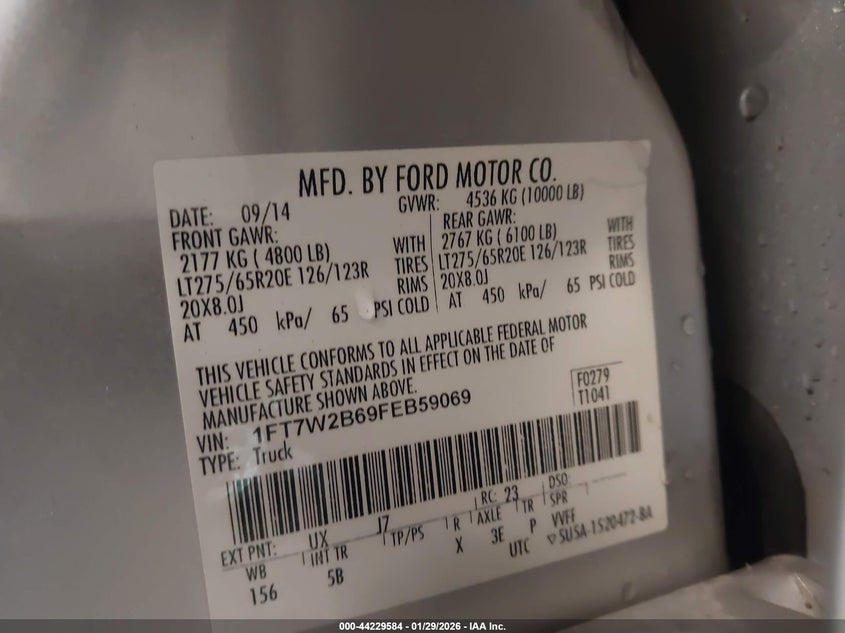 MFD. BY FORD MOTOR CO.
DATE: 09/14 GVWR: 4536 KG (10000 LB)
FRONT GAWR: REAR GAWR:
2177 KG ( 4800 LB) WITH 2767 KG ( 6100 LB) WITH
LT275/65R20E 126/123R TIRES LT275/65R20E 126/123R TIRES
20X8.0J RIMS 20X8.0J RIMS
AT 450 kPa/ 65 PSI COLD AT 450 kPa/ 65 PSI COLD
THIS VEHICLE CONFORMS TO ALL APPLICABLE FEDERAL MOTOR
VEHICLE SAFETY STANDARDS IN EFFECT ON THE DATE OF
MANUFACTURE SHOWN ABOVE.
F0279
T1041
VIN: 1FT7W2B69FEB59069
TYPE: Truck
EXT PNT: UX J7 RC: 23 DSO:
WB INT TR TP/PS R AXLE TR SPR
156 5B X 3E P VVFF
UTC ▽SUSA-1520472-BA
000-44229584 - 01/29/2026 - IAA Inc.